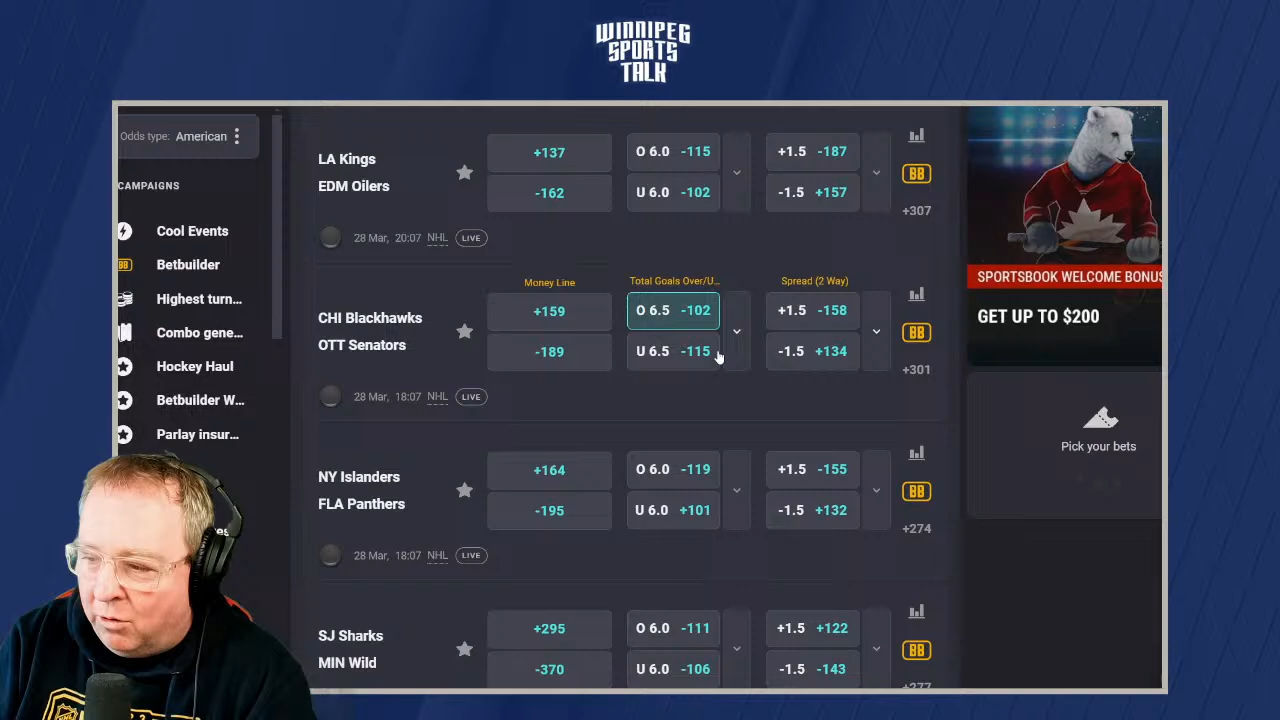 WINNIPEG
SPORTS
TALK
Odds type: American
CAMPAIGNS
Cool Events
BB Betbuilder
Highest turn...
Combo gene...
Hockey Haul
Betbuilder W...
Parlay insur...
LA Kings
EDM Oilers
+137
-162
O 6.0 -115
U 6.0 -102
+1.5 -187
-1.5 +157
BB
+307
28 Mar, 20:07 NHL LIVE
Money Line
Total Goals Over/U...
Spread (2 Way)
CHI Blackhawks
OTT Senators
+159
-189
O 6.5 -102
U 6.5 -115
+1.5 -158
-1.5 +134
BB
+301
28 Mar, 18:07 NHL LIVE
NY Islanders
FLA Panthers
+164
-195
O 6.0 -119
U 6.0 +101
+1.5 -155
-1.5 +132
BB
+274
28 Mar, 18:07 NHL LIVE
SJ Sharks
MIN Wild
+295
-370
O 6.0 -111
U 6.0 -106
+1.5 +122
-1.5 -143
BB
+277
SPORTSBOOK WELCOME BONUS
GET UP TO $200
Pick your bets
NHL